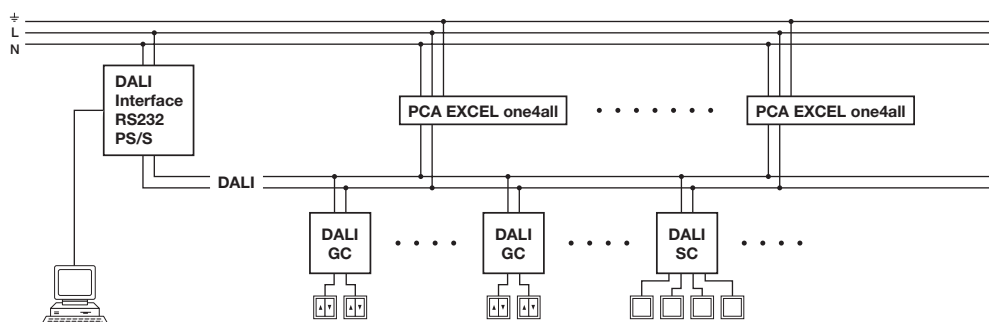 L
N
DALI
Interface
RS232
PS/S
PCA EXCEL one4all
PCA EXCEL one4all
DALI
DALI
GC
DALI
GC
DALI
SC